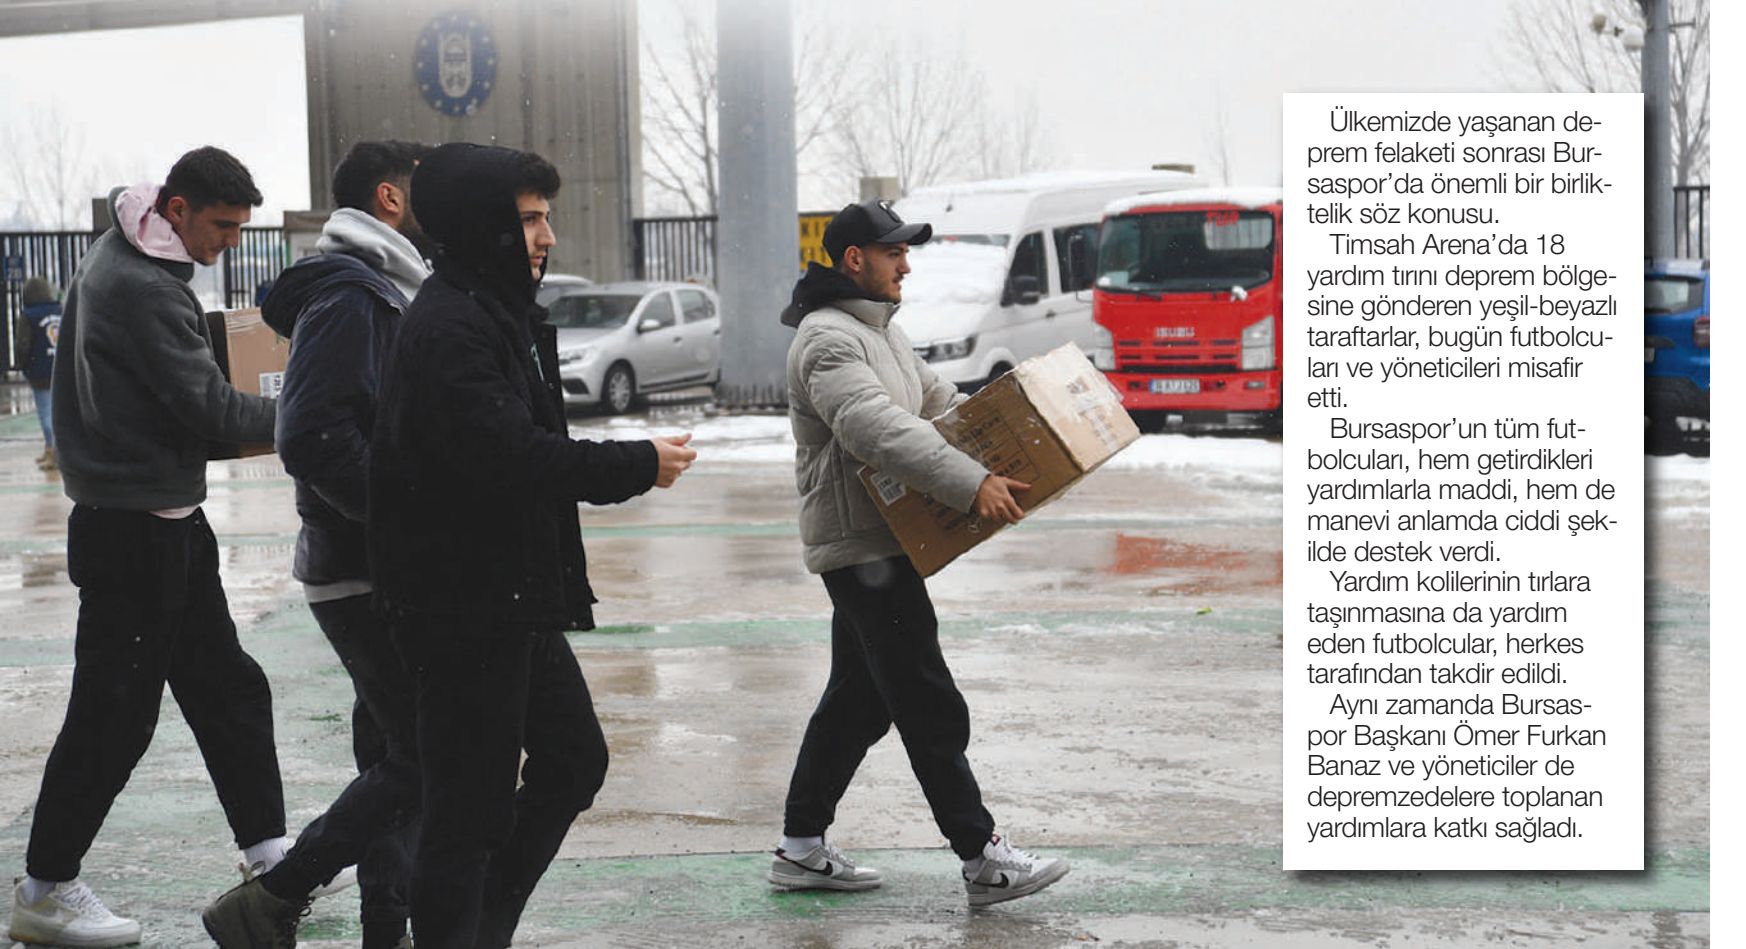 Ülkemizde yaşanan de-
prem felaketi sonrası Bur-
saspor’da önemli bir birlik-
telik söz konusu.
Timsah Arena’da 18
yardım tırını deprem bölge-
sine gönderen yeşil-beyazlı
taraftarlar, bugün futbolcu-
ları ve yöneticileri misafir
etti.
Bursaspor’un tüm fut-
bolcuları, hem getirdikleri
yardımlarla maddi, hem de
manevi anlamda ciddi şek-
ilde destek verdi.
Yardım kolilerinin tırlara
taşınmasına da yardım
eden futbolcular, herkes
tarafından takdir edildi.
Aynı zamanda Bursas-
por Başkanı Ömer Furkan
Banaz ve yöneticiler de
depremzedelere toplanan
yardımlara katkı sağladı.
ISUZU